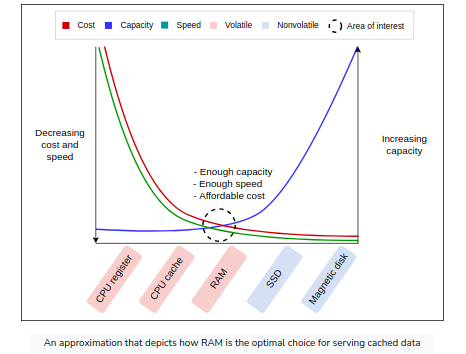 Cost Capacity Speed Volatile Nonvolatile Area of interest
Decreasing
cost and
speed
Increasing
capacity
- Enough capacity
- Enough speed
- Affordable cost
CPU register
CPU cache
RAM
SSD
Magnetic disk
An approximation that depicts how RAM is the optimal choice for serving cached data